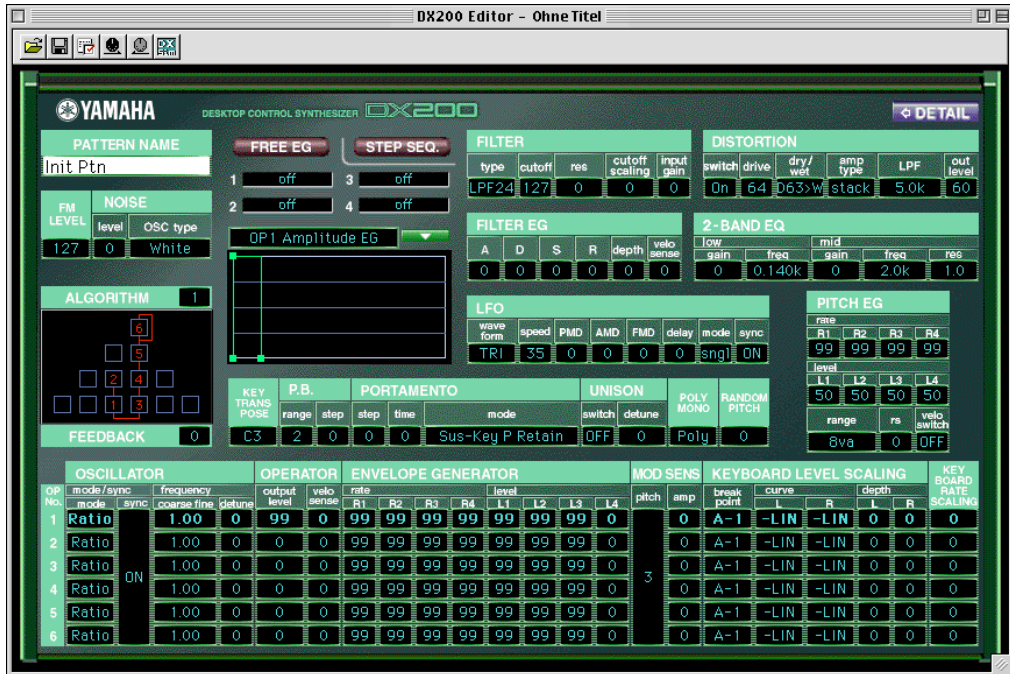 DX200 Editor - Ohne Titel
YAMAHA DESKTOP CONTROL SYNTHESIZER DX200
DETAIL
PATTERN NAME
Init Ptn
FM LEVEL
127
NOISE
level OSC type
0 White
FREE EG STEP SEQ.
1 off 3 off
2 off 4 off
OP1 Amplitude EG
FILTER
type cutoff res cutoff scaling input gain
LPF24 127 0 0 0
DISTORTION
switch drive dry/wet amp type LPF out level
On 64 D63>W stack 5.0k 60
FILTER EG
A D S R depth velo sense
0 0 0 0 0 0
2-BAND EQ
low mid
gain freq gain freq res
0 0.140k 0 2.0k 1.0
ALGORITHM 1
6
5
2 4
1 3
FEEDBACK 0
LFO
wave form speed PMD AMD FMD delay mode sync
TRI 35 0 0 0 0 sngl ON
PITCH EG
rate
R1 R2 R3 R4
99 99 99 99
level
L1 L2 L3 L4
50 50 50 50
range rs velo switch
8va 0 OFF
KEY TRANS POSE
C3
P.B.
range step
2 0
PORTAMENTO
step time mode
0 0 Sus-Key P Retain
UNISON
switch detune
OFF 0
POLY MONO
Poly
RANDOM PITCH
0
OSCILLATOR OPERATOR ENVELOPE GENERATOR MOD SENS KEYBOARD LEVEL SCALING KEY BOARD RATE SCALING
OP No. mode/sync frequency output level velo sense rate level pitch amp break point curve depth
mode sync coarse fine detune R1 R2 R3 R4 L1 L2 L3 L4 L R L R
1 Ratio 1.00 0 99 0 99 99 99 99 99 99 99 0 0 A-1 -LIN -LIN 0 0 0
2 Ratio 1.00 0 0 0 99 99 99 99 99 99 99 0 0 A-1 -LIN -LIN 0 0 0
3 Ratio 1.00 0 0 0 99 99 99 99 99 99 99 0 0 A-1 -LIN -LIN 0 0 0
ON 3
4 Ratio 1.00 0 0 0 99 99 99 99 99 99 99 0 0 A-1 -LIN -LIN 0 0 0
5 Ratio 1.00 0 0 0 99 99 99 99 99 99 99 0 0 A-1 -LIN -LIN 0 0 0
6 Ratio 1.00 0 0 0 99 99 99 99 99 99 99 0 0 A-1 -LIN -LIN 0 0 0